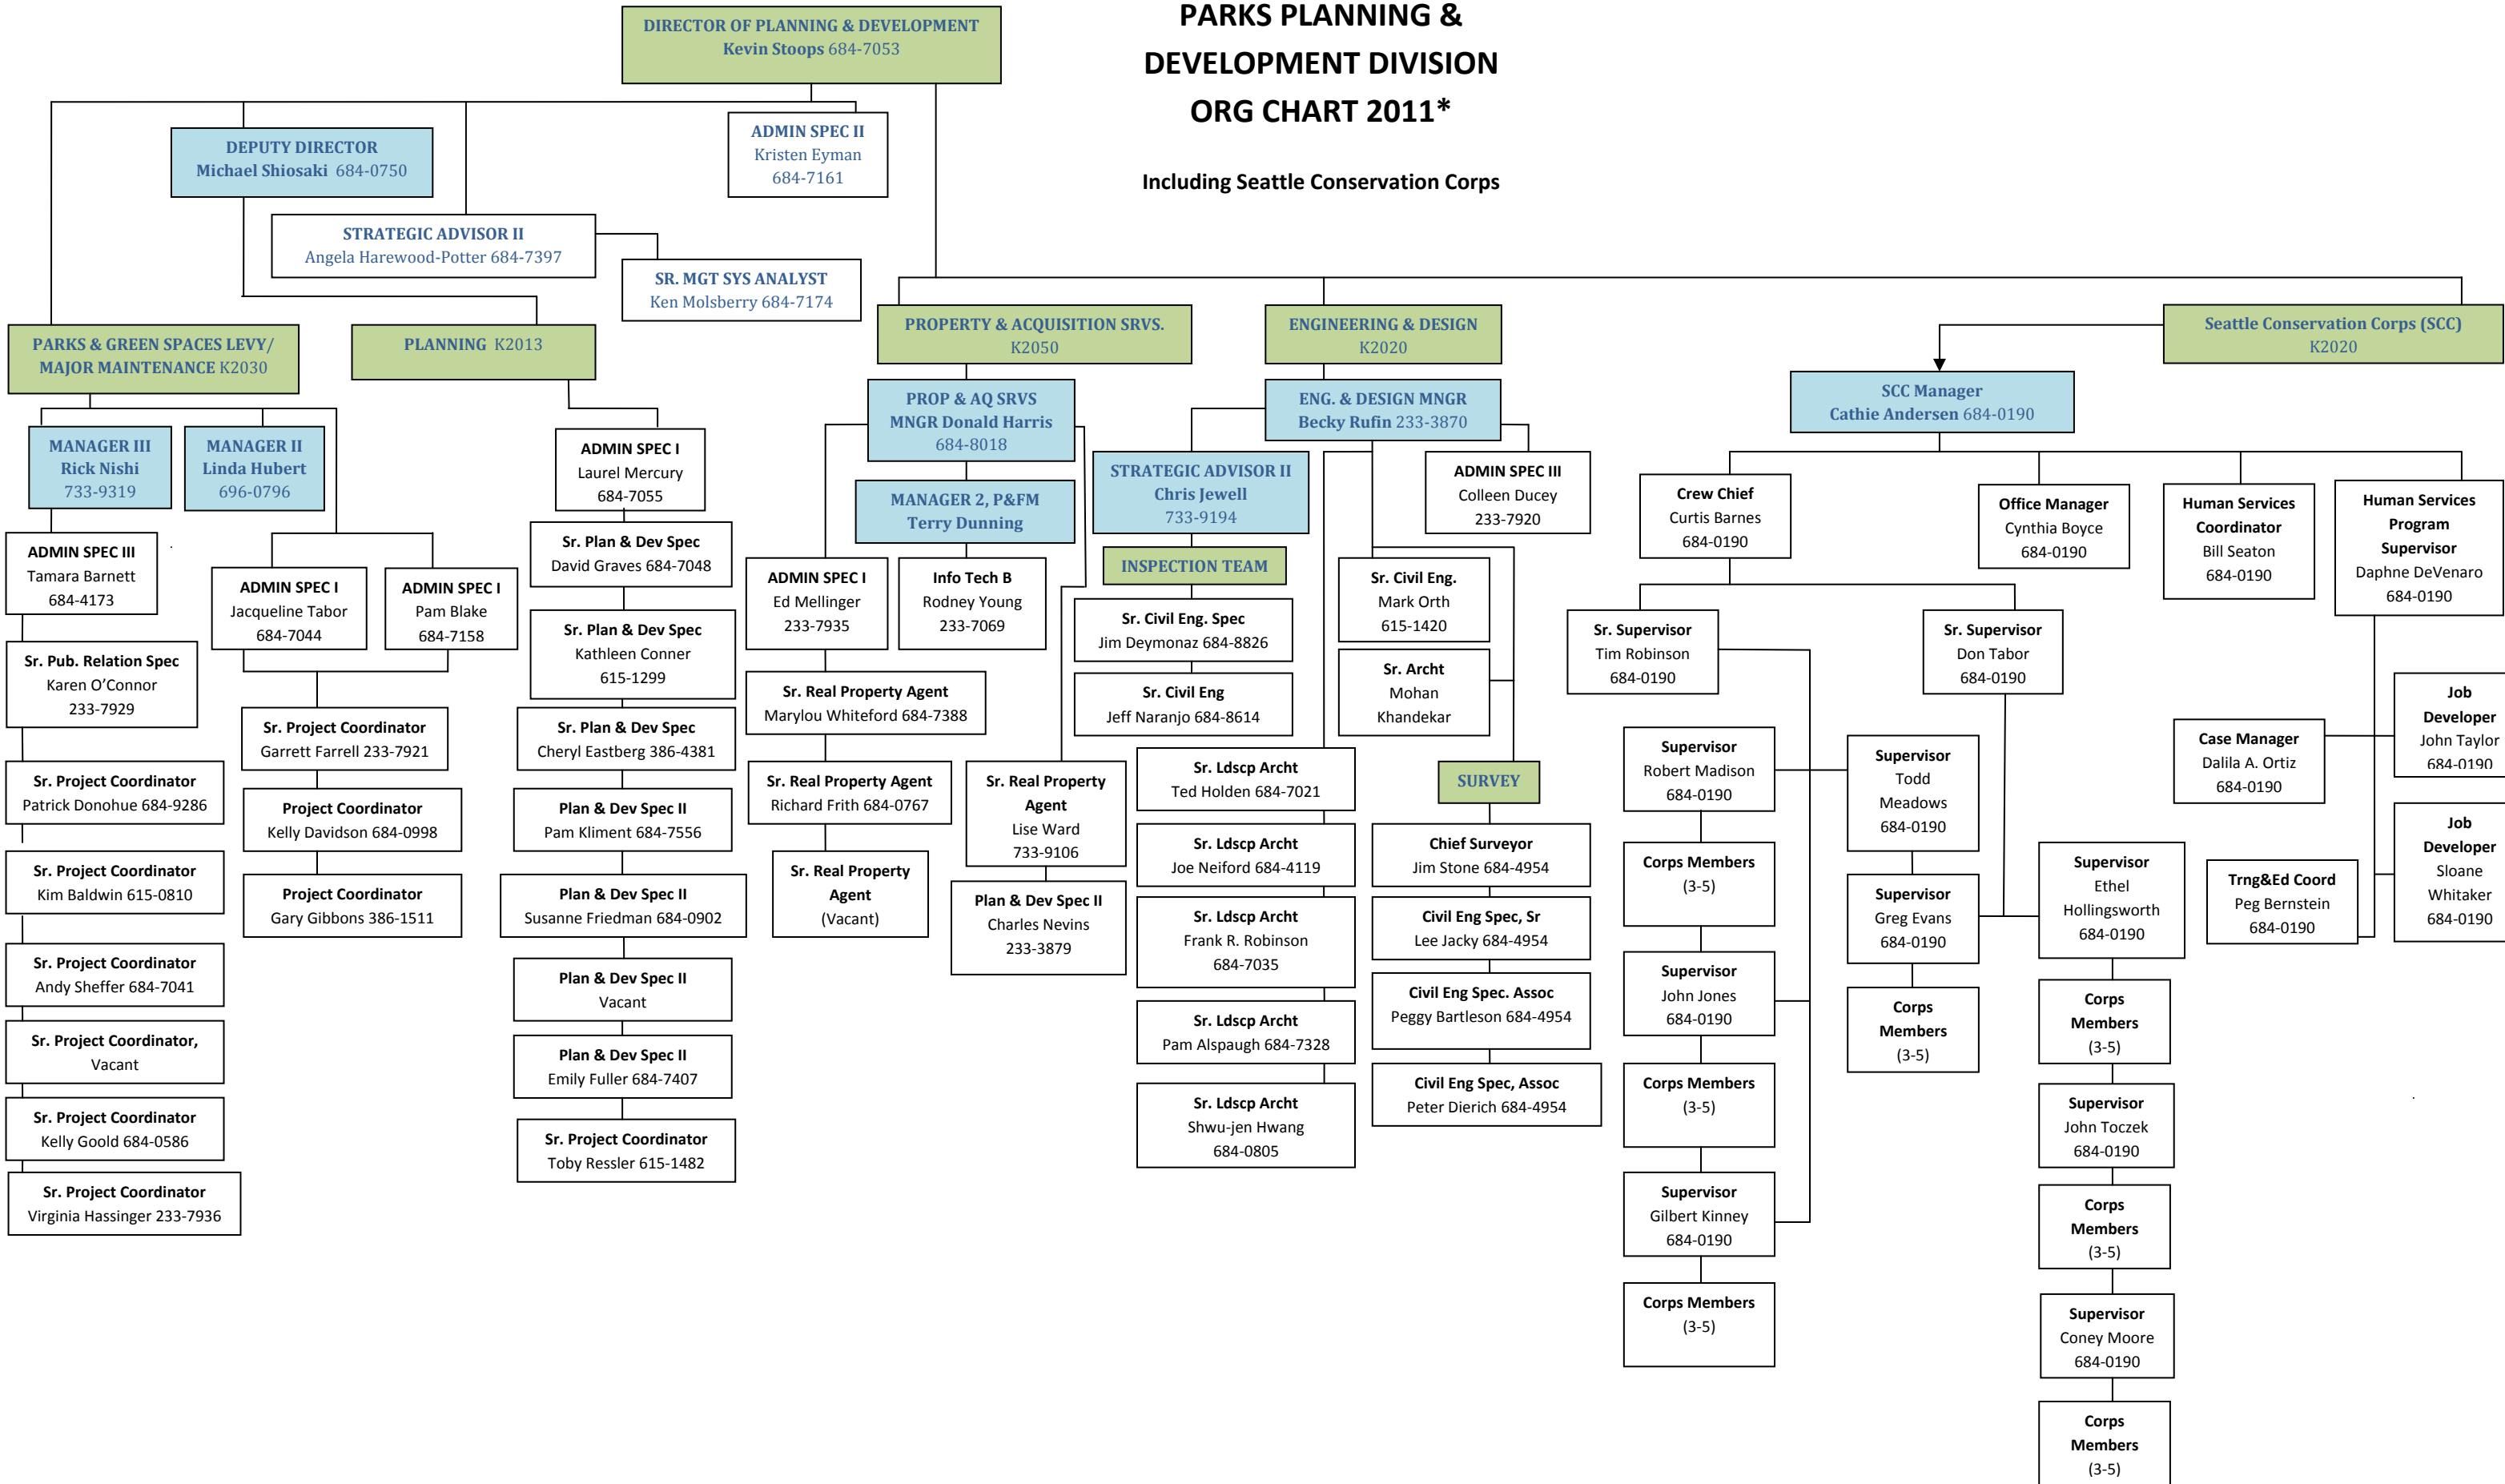 PARKS PLANNING &
DEVELOPMENT DIVISION
ORG CHART 2011*
Including Seattle Conservation Corps
DIRECTOR OF PLANNING & DEVELOPMENT
Kevin Stoops 684-7053
DEPUTY DIRECTOR
Michael Shiosaki 684-0750
ADMIN SPEC II
Kristen Eyman
684-7161
STRATEGIC ADVISOR II
Angela Harewood-Potter 684-7397
SR. MGT SYS ANALYST
Ken Molsberry 684-7174
PARKS & GREEN SPACES LEVY/
MAJOR MAINTENANCE K2030
MANAGER III
Rick Nishi
733-9319
MANAGER II
Linda Hubert
696-0796
ADMIN SPEC III
Tamara Barnett
684-4173
Sr. Pub. Relation Spec
Karen O’Connor
233-7929
Sr. Project Coordinator
Patrick Donohue 684-9286
Sr. Project Coordinator
Kim Baldwin 615-0810
Sr. Project Coordinator
Andy Sheffer 684-7041
Sr. Project Coordinator,
Vacant
Sr. Project Coordinator
Kelly Goold 684-0586
Sr. Project Coordinator
Virginia Hassinger 233-7936
ADMIN SPEC I
Jacqueline Tabor
684-7044
ADMIN SPEC I
Pam Blake
684-7158
Sr. Project Coordinator
Garrett Farrell 233-7921
Project Coordinator
Kelly Davidson 684-0998
Project Coordinator
Gary Gibbons 386-1511
PLANNING K2013
ADMIN SPEC I
Laurel Mercury
684-7055
Sr. Plan & Dev Spec
David Graves 684-7048
Sr. Plan & Dev Spec
Kathleen Conner
615-1299
Sr. Plan & Dev Spec
Cheryl Eastberg 386-4381
Plan & Dev Spec II
Pam Kliment 684-7556
Plan & Dev Spec II
Susanne Friedman 684-0902
Plan & Dev Spec II
Vacant
Plan & Dev Spec II
Emily Fuller 684-7407
Sr. Project Coordinator
Toby Ressler 615-1482
PROPERTY & ACQUISITION SRVS.
K2050
PROP & AQ SRVS
MNGR Donald Harris
684-8018
MANAGER 2, P&FM
Terry Dunning
ADMIN SPEC I
Ed Mellinger
233-7935
Info Tech B
Rodney Young
233-7069
Sr. Real Property Agent
Marylou Whiteford 684-7388
Sr. Real Property Agent
Richard Frith 684-0767
Sr. Real Property
Agent
(Vacant)
Sr. Real Property
Agent
Lise Ward
733-9106
Plan & Dev Spec II
Charles Nevins
233-3879
ENGINEERING & DESIGN
K2020
ENG. & DESIGN MNGR
Becky Rufin 233-3870
STRATEGIC ADVISOR II
Chris Jewell
733-9194
ADMIN SPEC III
Colleen Ducey
233-7920
INSPECTION TEAM
Sr. Civil Eng. Spec
Jim Deymonaz 684-8826
Sr. Civil Eng
Jeff Naranjo 684-8614
Sr. Civil Eng.
Mark Orth
615-1420
Sr. Archt
Mohan
Khandekar
Sr. Ldscp Archt
Ted Holden 684-7021
Sr. Ldscp Archt
Joe Neiford 684-4119
Sr. Ldscp Archt
Frank R. Robinson
684-7035
Sr. Ldscp Archt
Pam Alspaugh 684-7328
Sr. Ldscp Archt
Shwu-jen Hwang
684-0805
SURVEY
Chief Surveyor
Jim Stone 684-4954
Civil Eng Spec, Sr
Lee Jacky 684-4954
Civil Eng Spec. Assoc
Peggy Bartleson 684-4954
Civil Eng Spec, Assoc
Peter Dierich 684-4954
Seattle Conservation Corps (SCC)
K2020
SCC Manager
Cathie Andersen 684-0190
Crew Chief
Curtis Barnes
684-0190
Office Manager
Cynthia Boyce
684-0190
Human Services
Coordinator
Bill Seaton
684-0190
Human Services
Program
Supervisor
Daphne DeVenaro
684-0190
Sr. Supervisor
Tim Robinson
684-0190
Sr. Supervisor
Don Tabor
684-0190
Supervisor
Robert Madison
684-0190
Corps Members
(3-5)
Supervisor
John Jones
684-0190
Corps Members
(3-5)
Supervisor
Gilbert Kinney
684-0190
Corps Members
(3-5)
Supervisor
Todd
Meadows
684-0190
Supervisor
Greg Evans
684-0190
Corps
Members
(3-5)
Supervisor
Ethel
Hollingsworth
684-0190
Corps
Members
(3-5)
Supervisor
John Toczek
684-0190
Corps
Members
(3-5)
Supervisor
Coney Moore
684-0190
Corps
Members
(3-5)
Case Manager
Dalila A. Ortiz
684-0190
Job
Developer
John Taylor
684-0190
Trng&Ed Coord
Peg Bernstein
684-0190
Job
Developer
Sloane
Whitaker
684-0190